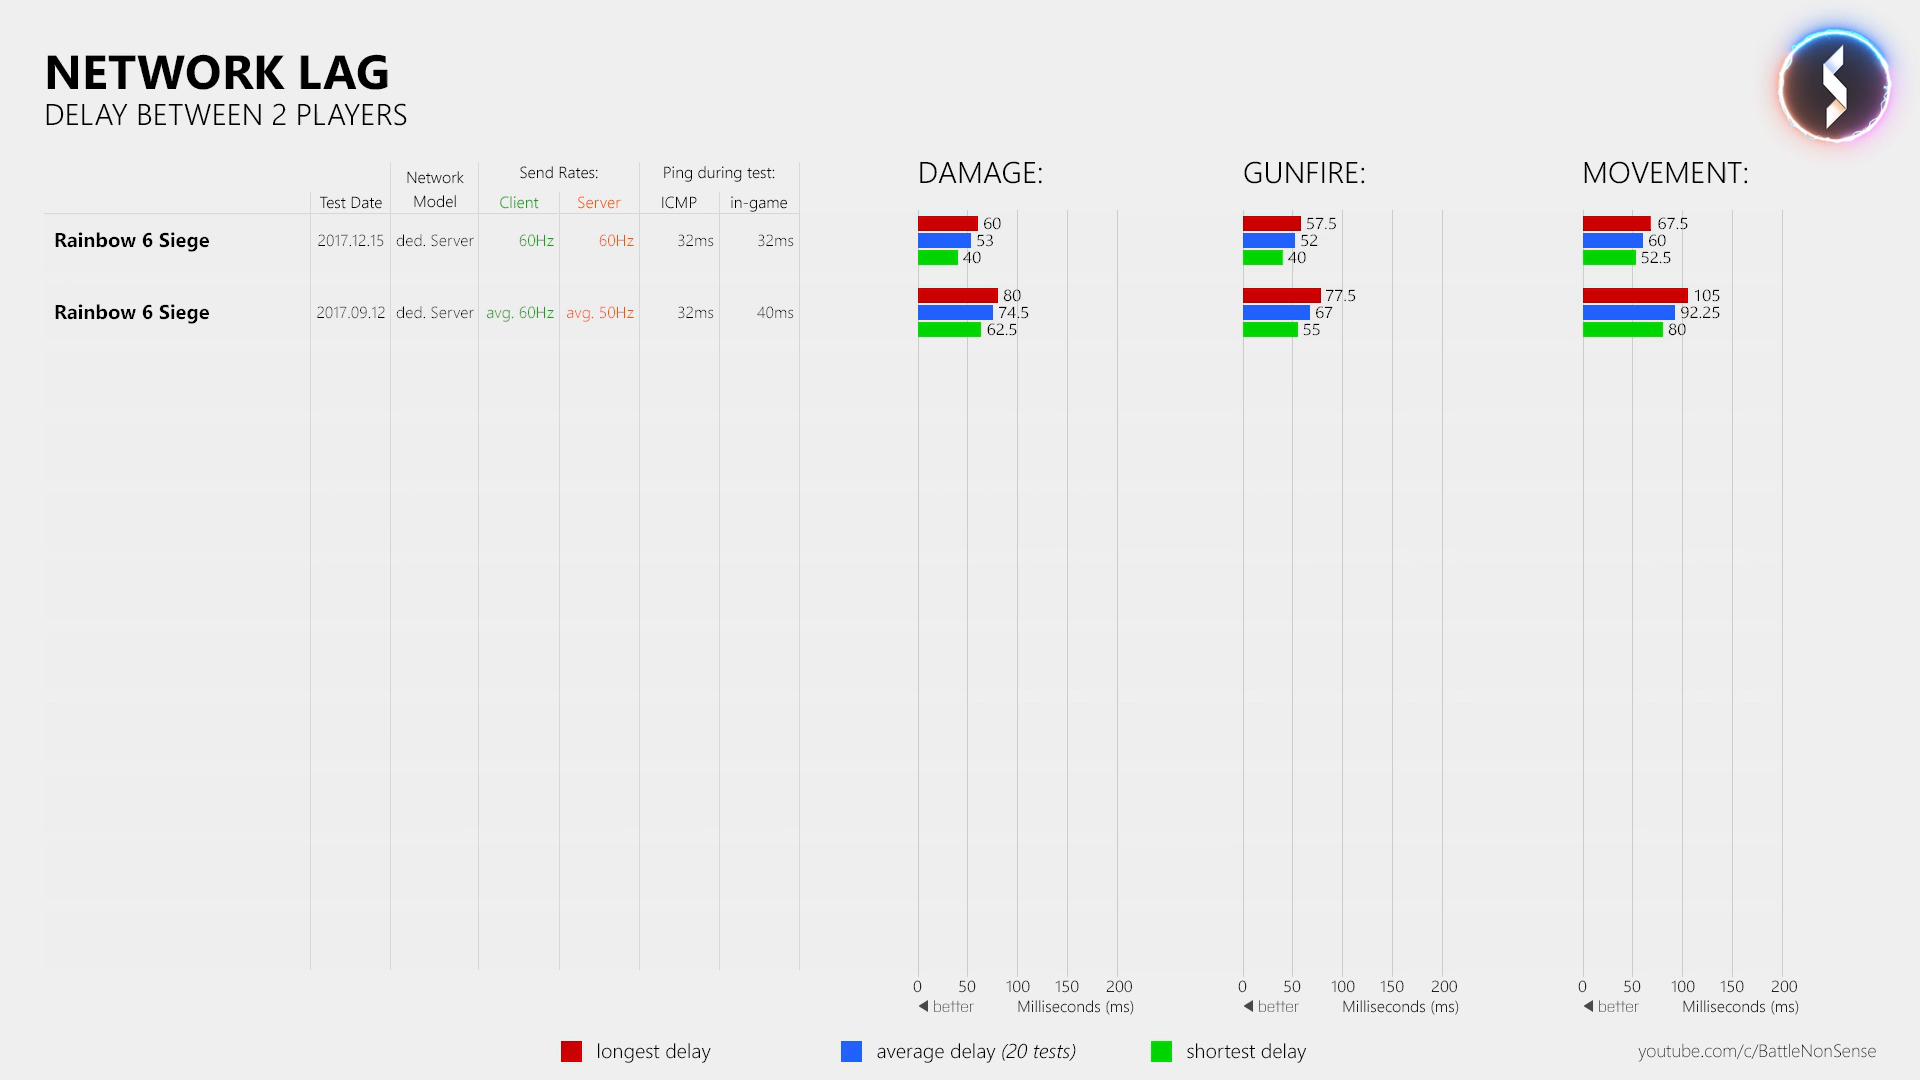 NETWORK LAG
DELAY BETWEEN 2 PLAYERS
Test Date
Network
Model
Send Rates:
Client Server
Ping during test:
ICMP in-game
DAMAGE:
GUNFIRE:
MOVEMENT:
Rainbow 6 Siege 2017.12.15 ded. Server 60Hz 60Hz 32ms 32ms
60
53
40
57.5
52
40
67.5
60
52.5
Rainbow 6 Siege 2017.09.12 ded. Server avg. 60Hz avg. 50Hz 32ms 40ms
80
74.5
62.5
77.5
67
55
105
92.25
80
0 50 100 150 200
◀ better Milliseconds (ms)
0 50 100 150 200
◀ better Milliseconds (ms)
0 50 100 150 200
◀ better Milliseconds (ms)
longest delay average delay (20 tests) shortest delay
youtube.com/c/BattleNonSense